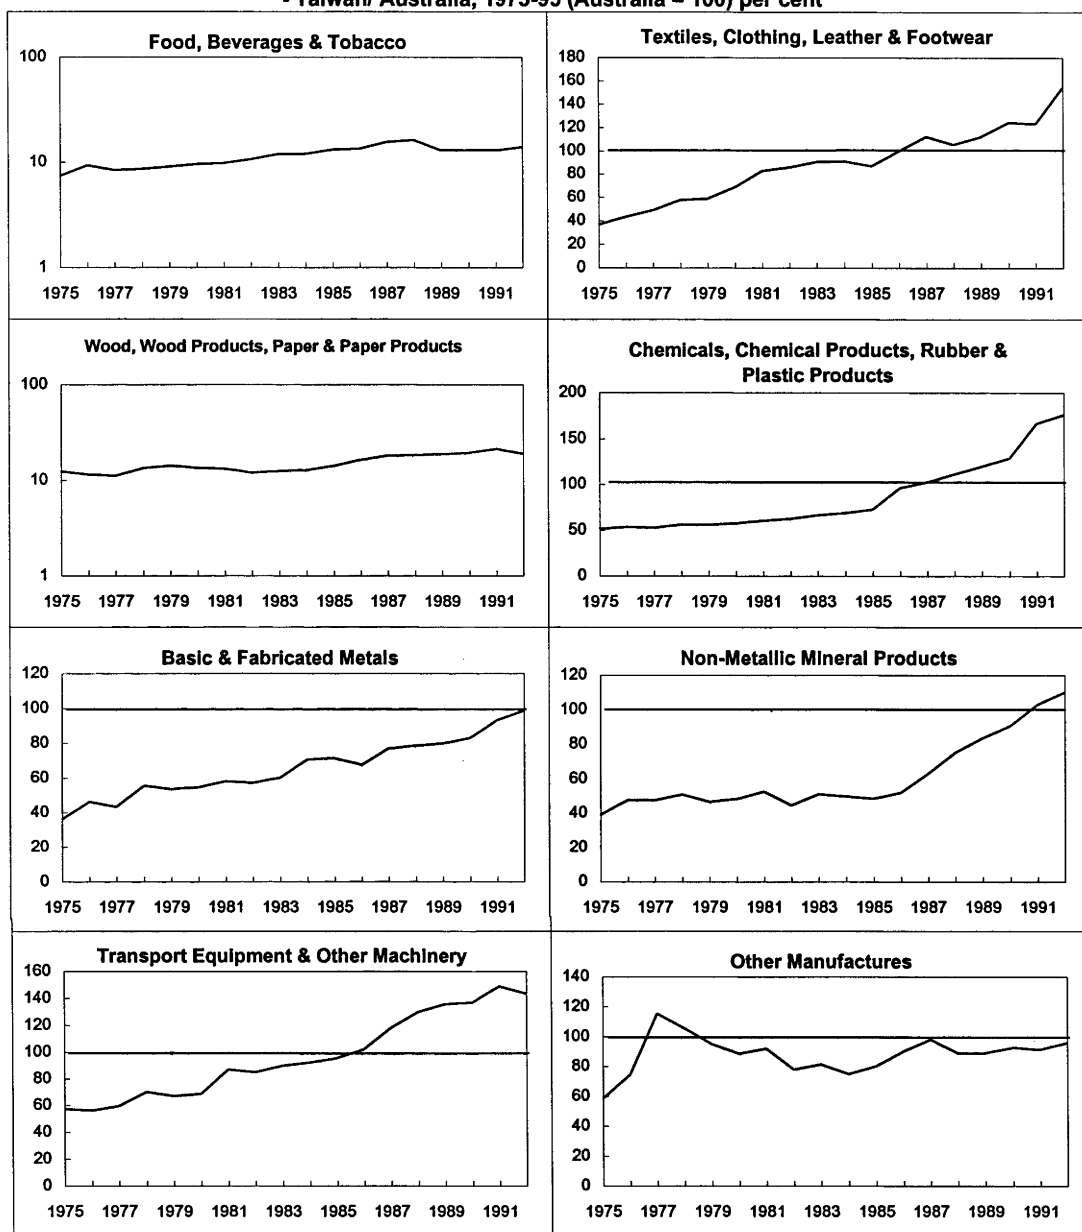 - Taiwan/ Australia, 1975-95 (Australia = 100) per cent
Food, Beverages & Tobacco
100
10
1
1975 1977 1979 1981 1983 1985 1987 1989 1991
Textiles, Clothing, Leather & Footwear
180
160
140
120
100
80
60
40
20
0
1975 1977 1979 1981 1983 1985 1987 1989 1991
Wood, Wood Products, Paper & Paper Products
100
10
1
1975 1977 1979 1981 1983 1985 1987 1989 1991
Chemicals, Chemical Products, Rubber &
Plastic Products
200
150
100
50
0
1975 1977 1979 1981 1983 1985 1987 1989 1991
Basic & Fabricated Metals
120
100
80
60
40
20
0
1975 1977 1979 1981 1983 1985 1987 1989 1991
Non-Metallic Mineral Products
120
100
80
60
40
20
0
1975 1977 1979 1981 1983 1985 1987 1989 1991
Transport Equipment & Other Machinery
160
140
120
100
80
60
40
20
0
1975 1977 1979 1981 1983 1985 1987 1989 1991
Other Manufactures
140
120
100
80
60
40
20
0
1975 1977 1979 1981 1983 1985 1987 1989 1991